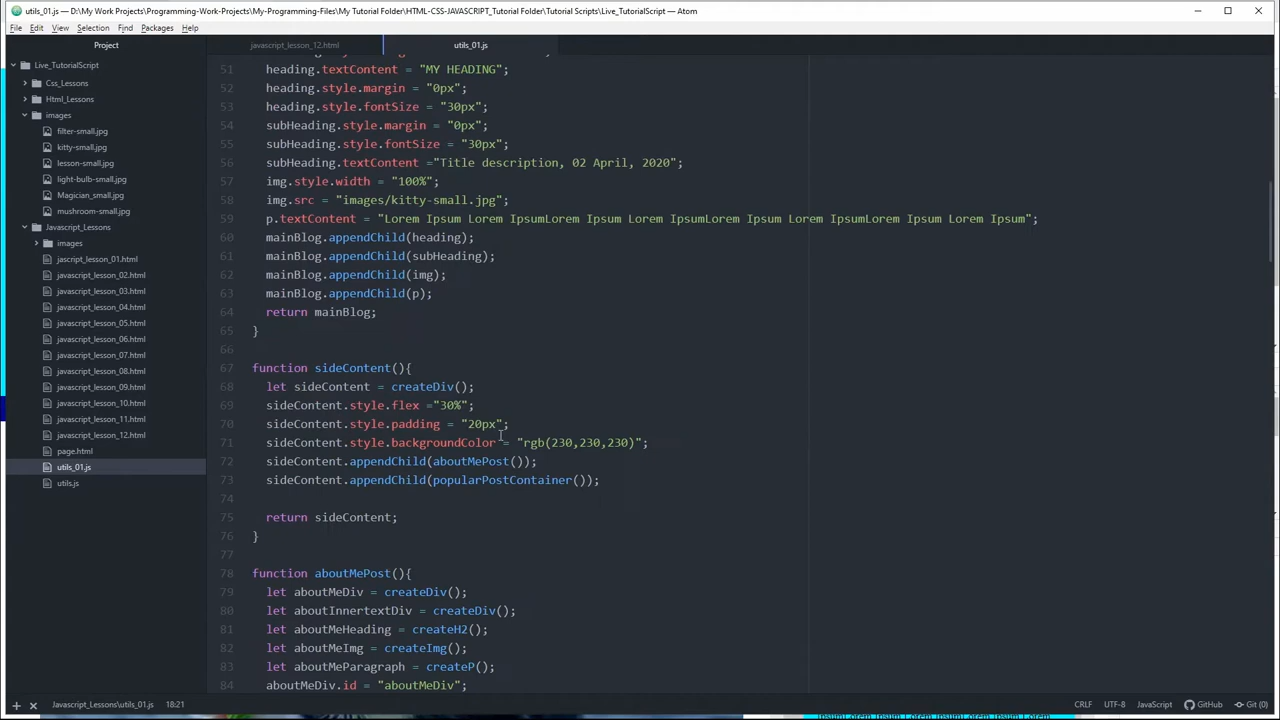 utils_01.js — D:\My Work Projects\Programming-Work-Projects\My-Programming-Files\My Tutorial Folder\HTML-CSS-JAVASCRIPT_Tutorial Folder\Tutorial Scripts\Live_TutorialScript — Atom
File Edit View Selection Find Packages Help
Project
Live_TutorialScript
Css_Lessons
Html_Lessons
images
filter-small.jpg
kitty-small.jpg
lesson-small.jpg
light-bulb-small.jpg
Magician_small.jpg
mushroom-small.jpg
Javascript_Lessons
images
jascript_lesson_01.html
javascript_lesson_02.html
javascript_lesson_03.html
javascript_lesson_04.html
javascript_lesson_05.html
javascript_lesson_06.html
javascript_lesson_07.html
javascript_lesson_08.html
javascript_lesson_09.html
javascript_lesson_10.html
javascript_lesson_11.html
javascript_lesson_12.html
page.html
utils_01.js
utils.js
javascript_lesson_12.html utils_01.js
51 heading.textContent = "MY HEADING";
52 heading.style.margin = "0px";
53 heading.style.fontSize = "30px";
54 subHeading.style.margin = "0px";
55 subHeading.style.fontSize = "30px";
56 subHeading.textContent ="Title description, 02 April, 2020";
57 img.style.width = "100%";
58 img.src = "images/kitty-small.jpg";
59 p.textContent = "Lorem Ipsum Lorem IpsumLorem Ipsum Lorem IpsumLorem Ipsum Lorem IpsumLorem Ipsum Lorem Ipsum";
60 mainBlog.appendChild(heading);
61 mainBlog.appendChild(subHeading);
62 mainBlog.appendChild(img);
63 mainBlog.appendChild(p);
64 return mainBlog;
65 }
66
67 function sideContent(){
68 let sideContent = createDiv();
69 sideContent.style.flex ="30%";
70 sideContent.style.padding = "20px";
71 sideContent.style.backgroundColor = "rgb(230,230,230)";
72 sideContent.appendChild(aboutMePost());
73 sideContent.appendChild(popularPostContainer());
74
75 return sideContent;
76 }
77
78 function aboutMePost(){
79 let aboutMeDiv = createDiv();
80 let aboutInnertextDiv = createDiv();
81 let aboutMeHeading = createH2();
82 let aboutMeImg = createImg();
83 let aboutMeParagraph = createP();
84 aboutMeDiv.id = "aboutMeDiv";
Javascript_Lessons\utils_01.js 18:21 CRLF UTF-8 JavaScript GitHub Git (0)